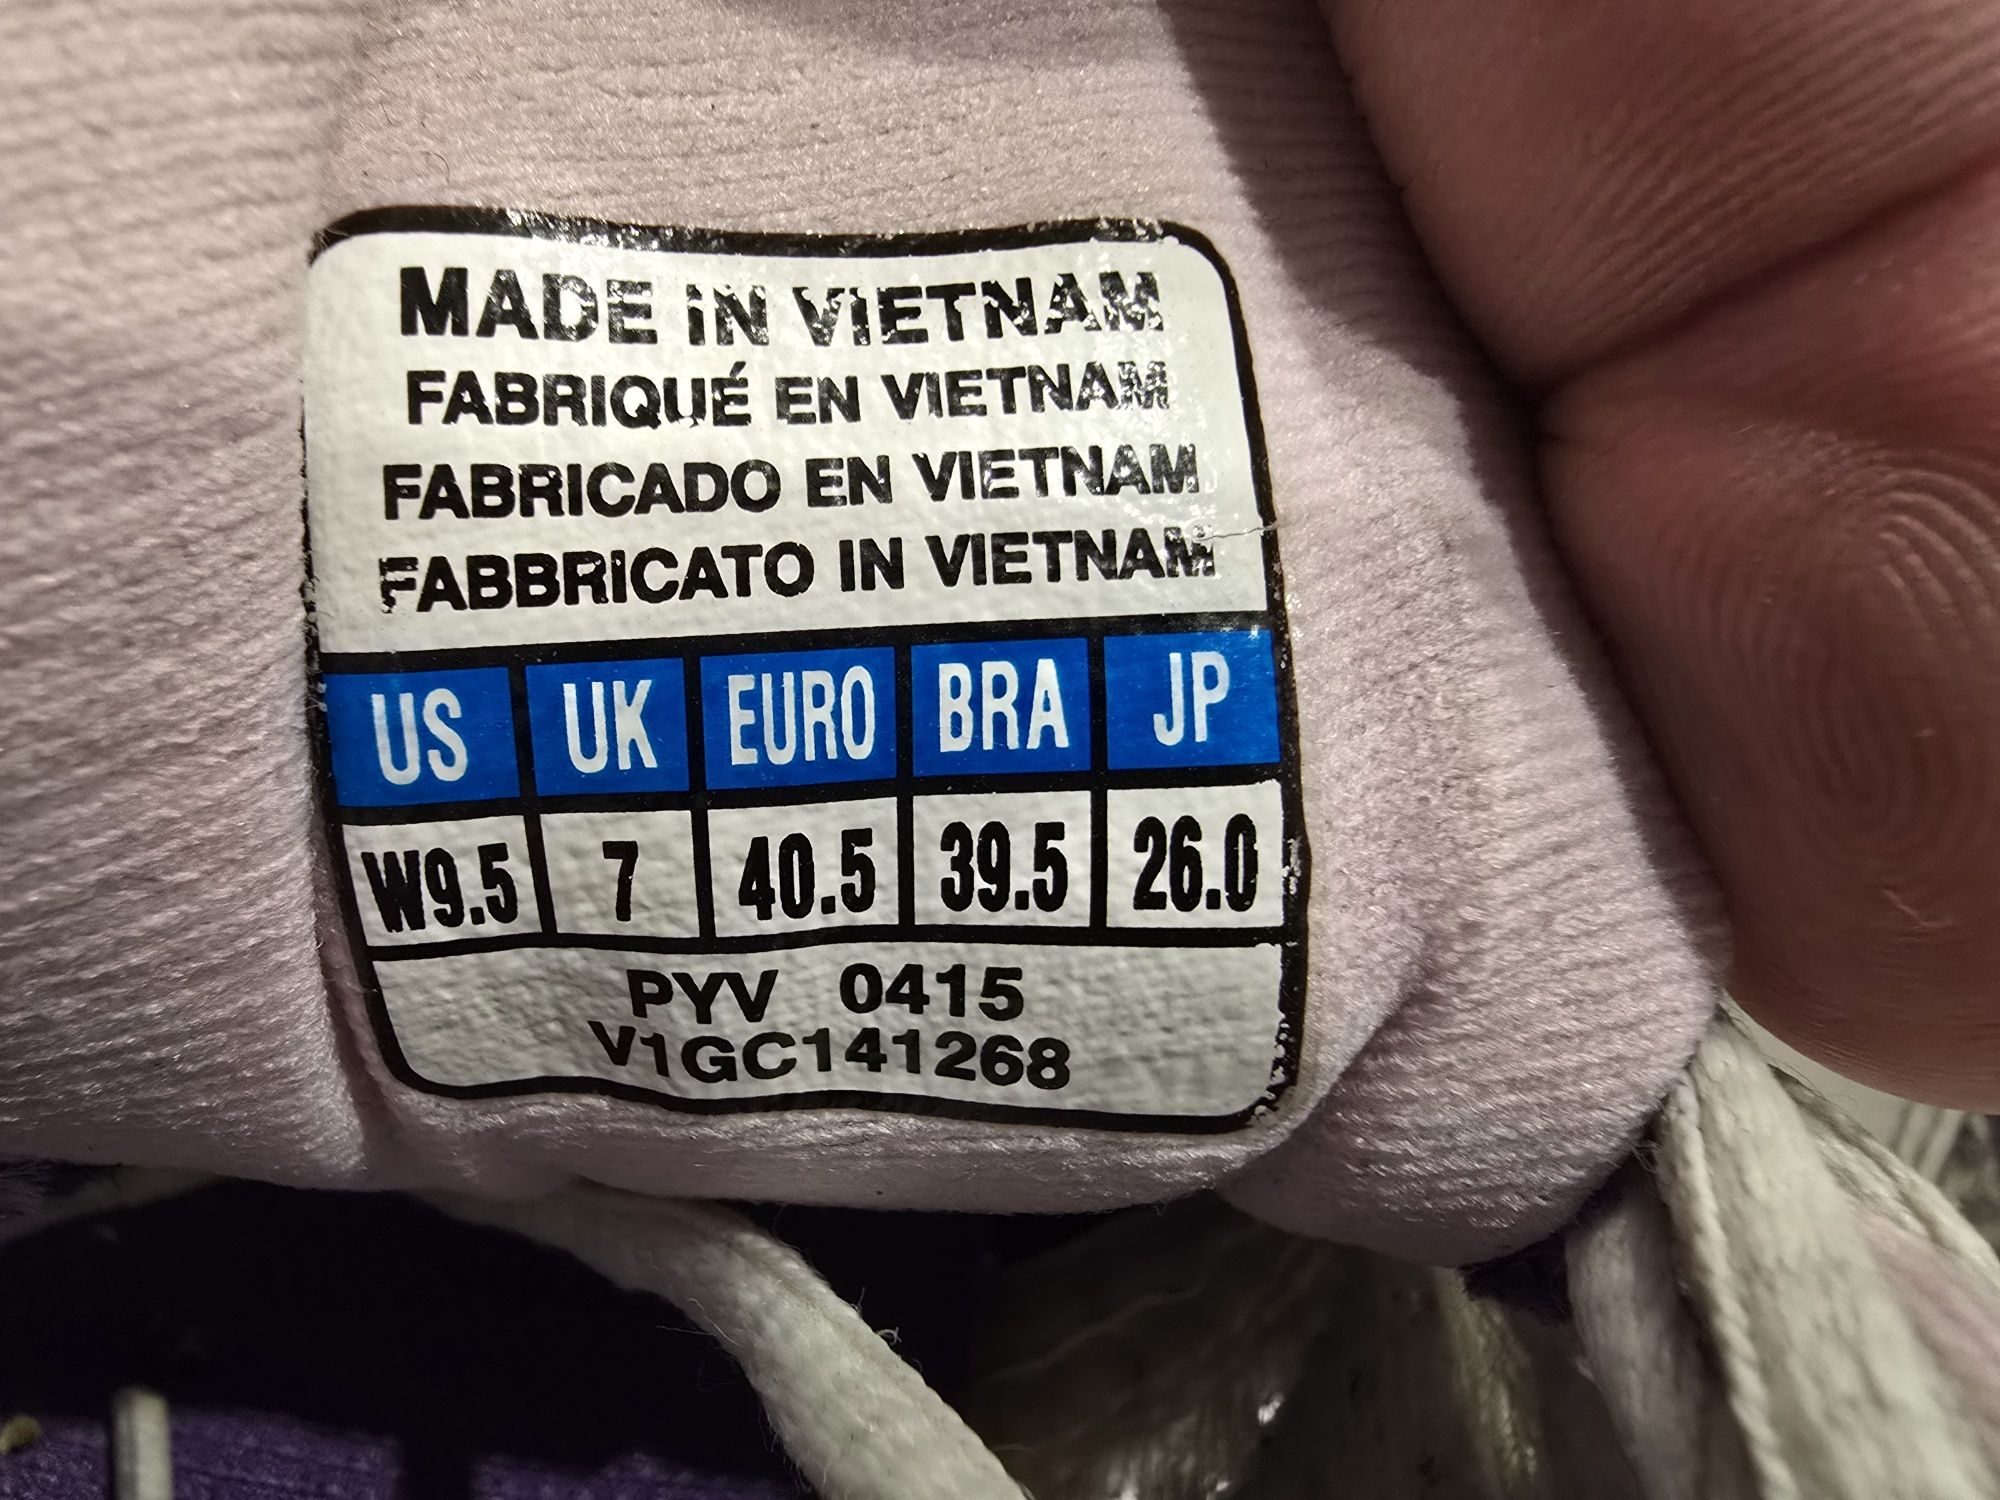 MADE iN VIETNAM
FABRIQUÉ EN VIETNAM
FABRICADO EN VIETNAM
FABBRICATO IN VIETNAM
US UK EURO BRA JP
W9.5 7 40.5 39.5 26.0
PYV 0415
V1GC141268